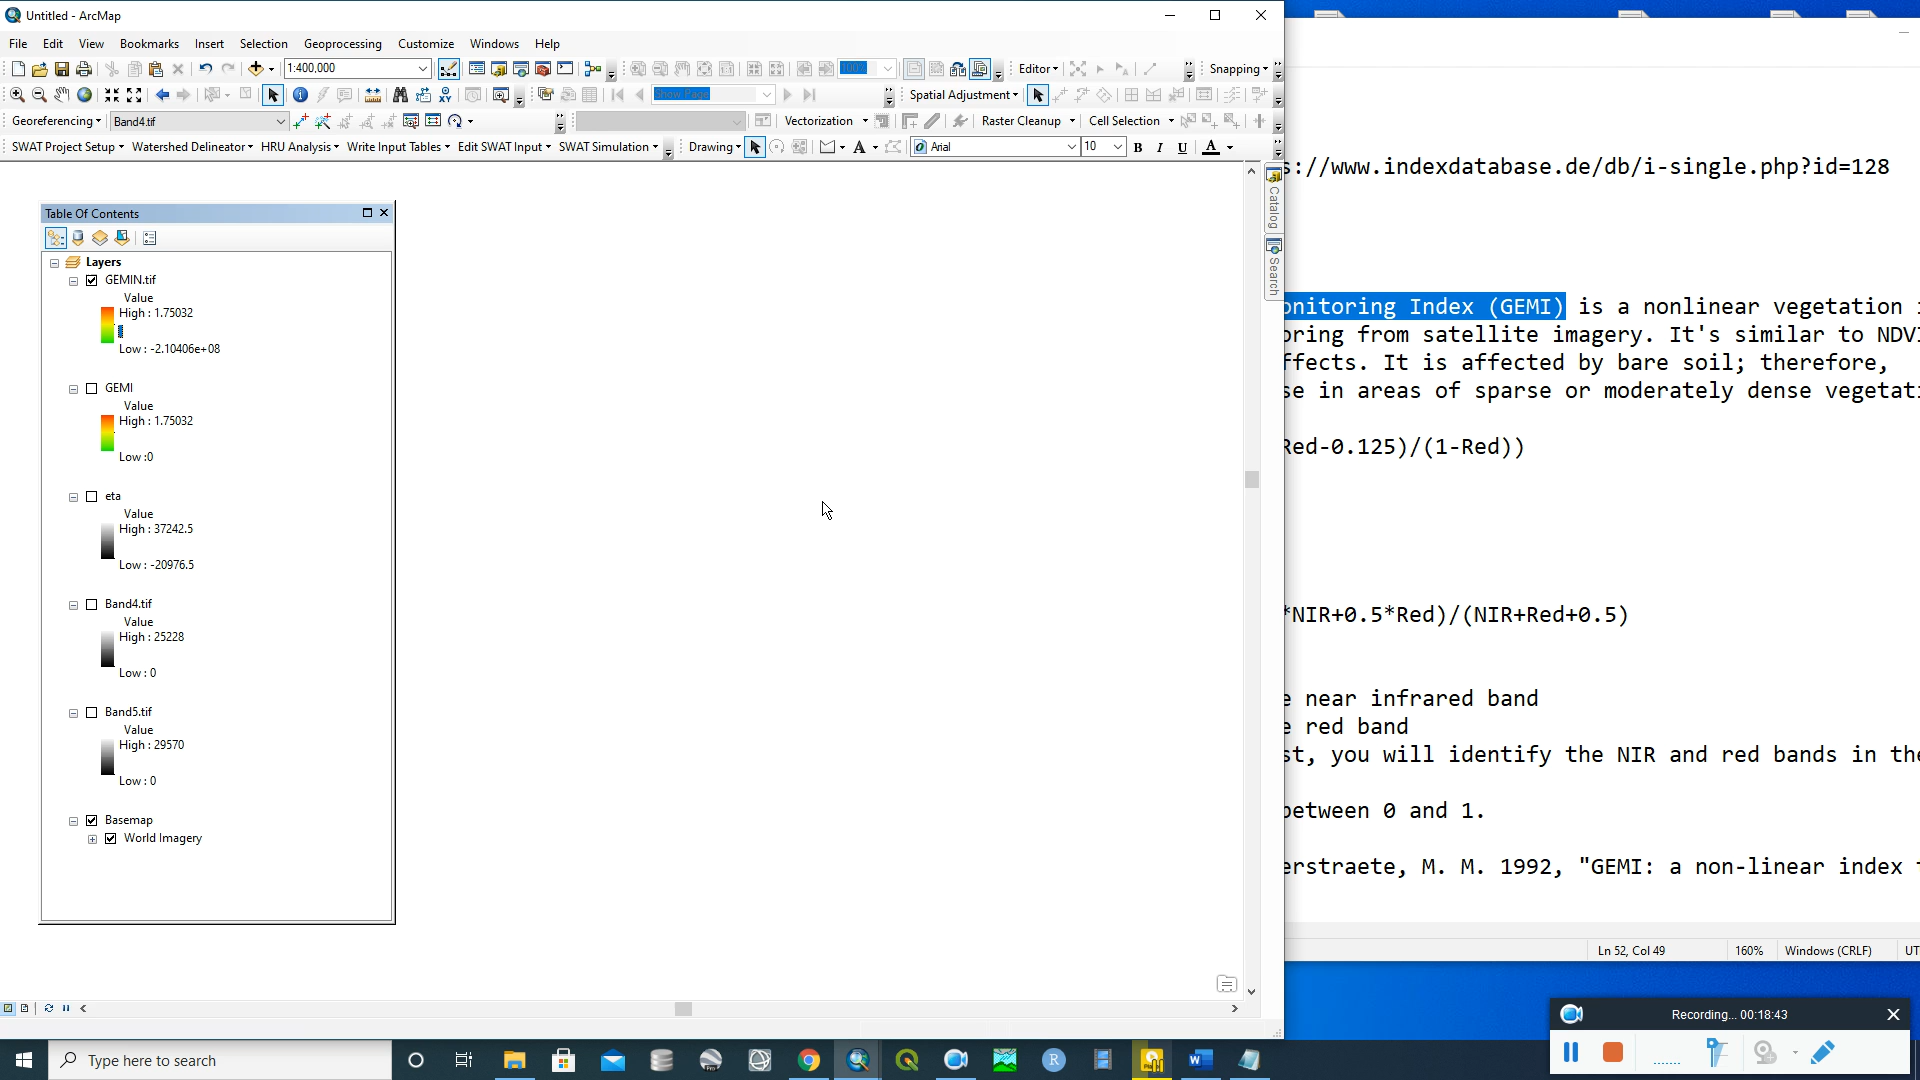 Untitled - ArcMap
File Edit View Bookmarks Insert Selection Geoprocessing Customize Windows Help
1:400,000 100% Editor Snapping
Show Page Spatial Adjustment
Georeferencing Band4.tif Vectorization Raster Cleanup Cell Selection
SWAT Project Setup Watershed Delineator HRU Analysis Write Input Tables Edit SWAT Input SWAT Simulation Drawing Arial 10 B I U A
Table Of Contents
Layers
GEMIN.tif
Value
High : 1.75032
Low : -2.10406e+08
GEMI
Value
High : 1.75032
Low : 0
eta
Value
High : 37242.5
Low : -20976.5
Band4.tif
Value
High : 25228
Low : 0
Band5.tif
Value
High : 29570
Low : 0
Basemap
World Imagery
Catalog
Search
s://www.indexdatabase.de/db/i-single.php?id=128
onitoring Index (GEMI) is a nonlinear vegetation i
oring from satellite imagery. It's similar to NDVI
ffects. It is affected by bare soil; therefore,
se in areas of sparse or moderately dense vegetati
Red-0.125)/(1-Red))
*NIR+0.5*Red)/(NIR+Red+0.5)
e near infrared band
e red band
st, you will identify the NIR and red bands in the
between 0 and 1.
erstraete, M. M. 1992, "GEMI: a non-linear index t
Ln 52, Col 49 160% Windows (CRLF) UT
Recording... 00:18:43
Type here to search